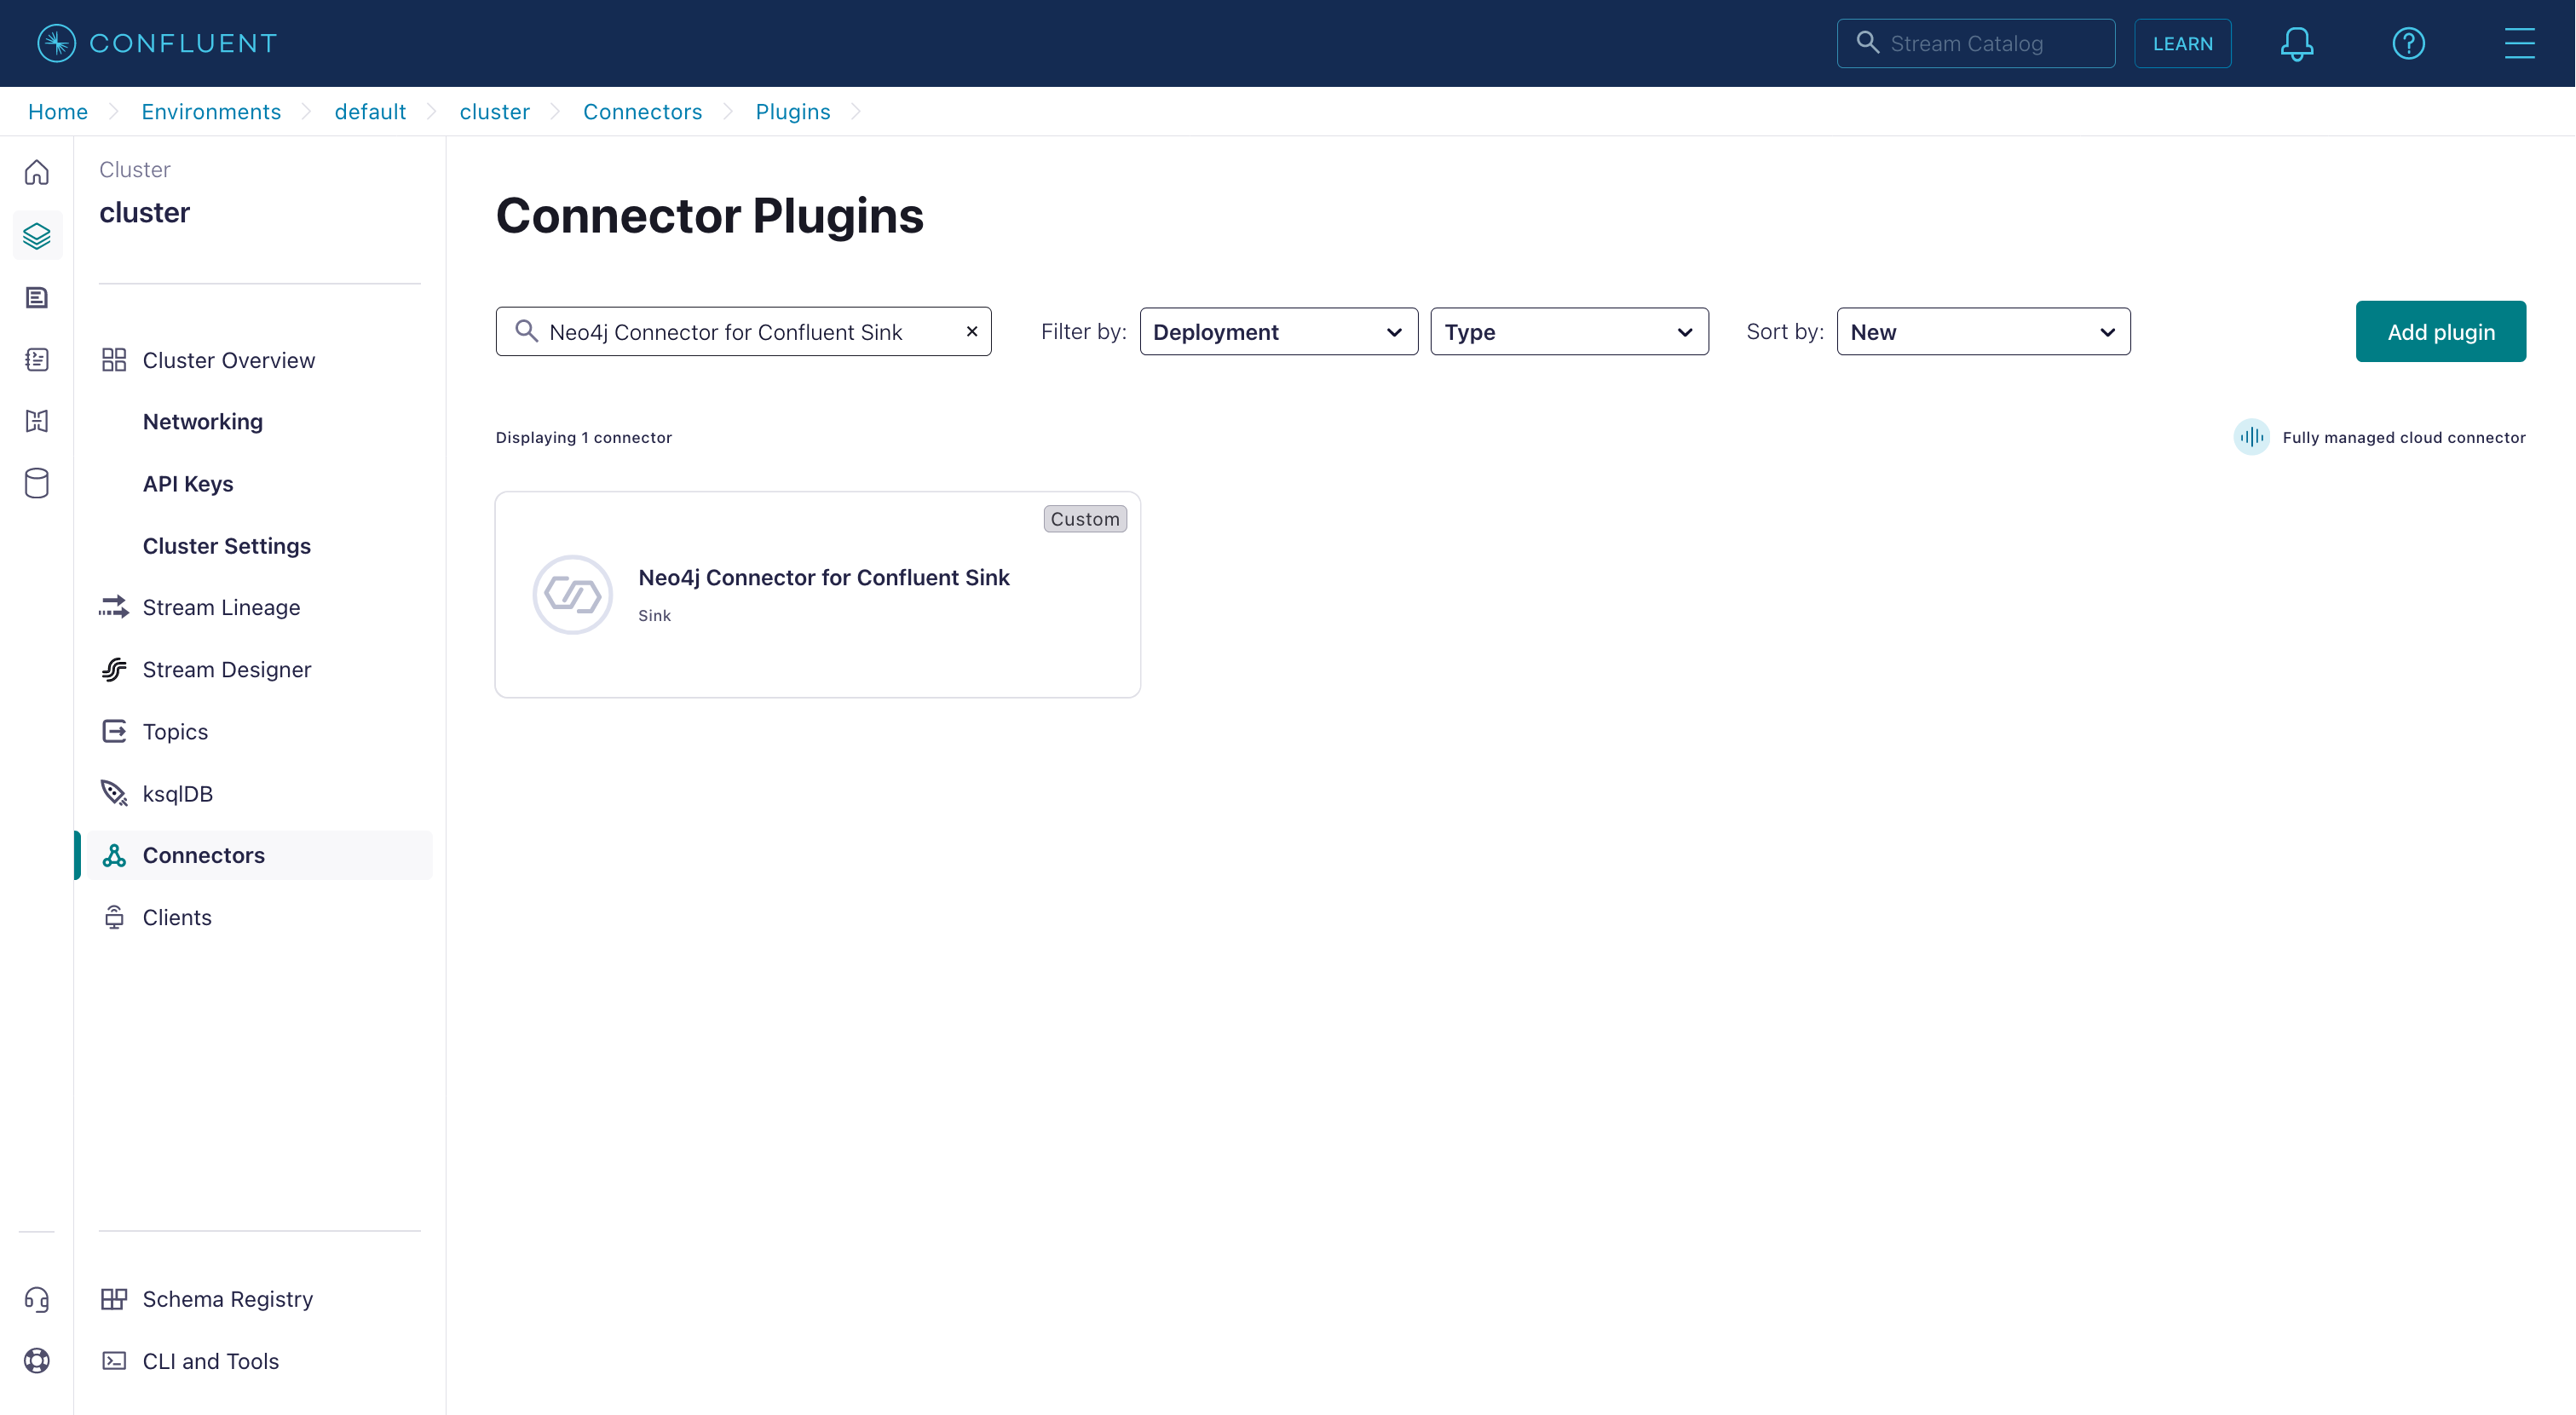 CONFLUENT
Stream Catalog
LEARN
Home
Environments
default
cluster
Connectors
Plugins
Cluster
cluster
Cluster Overview
Networking
API Keys
Cluster Settings
Stream Lineage
Stream Designer
Topics
ksqlDB
Connectors
Clients
Schema Registry
CLI and Tools
Connector Plugins
Neo4j Connector for Confluent Sink
Filter by:
Deployment
Type
Sort by:
New
Add plugin
Displaying 1 connector
Fully managed cloud connector
Custom
Neo4j Connector for Confluent Sink
Sink